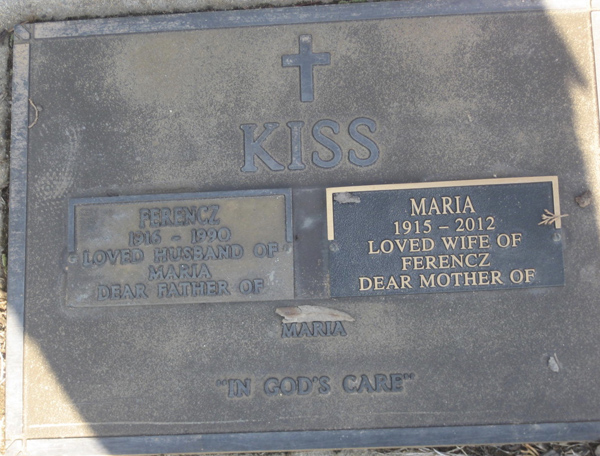 KISS
FERENCZ
1916 - 1990
LOVED HUSBAND OF
MARIA
DEAR FATHER OF
MARIA
1915 - 2012
LOVED WIFE OF
FERENCZ
DEAR MOTHER OF
MARIA
"IN GOD'S CARE"